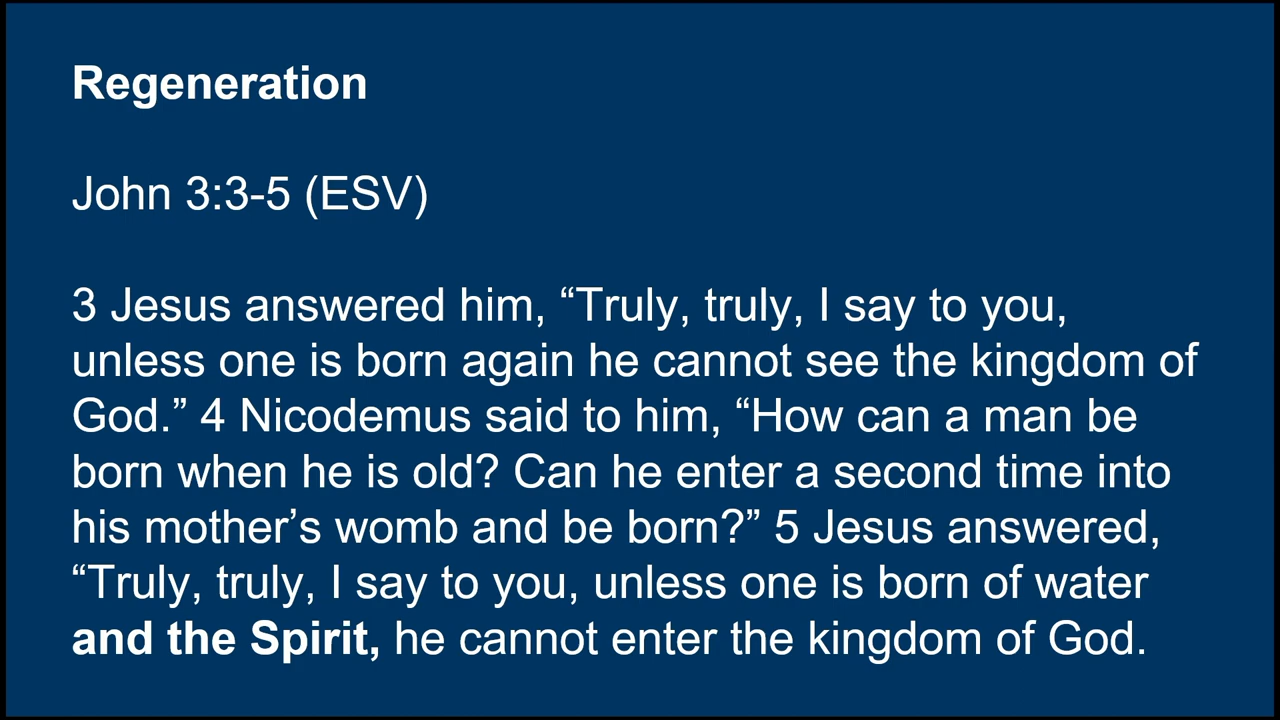 Regeneration
John 3:3-5 (ESV)
3 Jesus answered him, “Truly, truly, I say to you,
unless one is born again he cannot see the kingdom of
God.” 4 Nicodemus said to him, “How can a man be
born when he is old? Can he enter a second time into
his mother’s womb and be born?” 5 Jesus answered,
“Truly, truly, I say to you, unless one is born of water
and the Spirit, he cannot enter the kingdom of God.